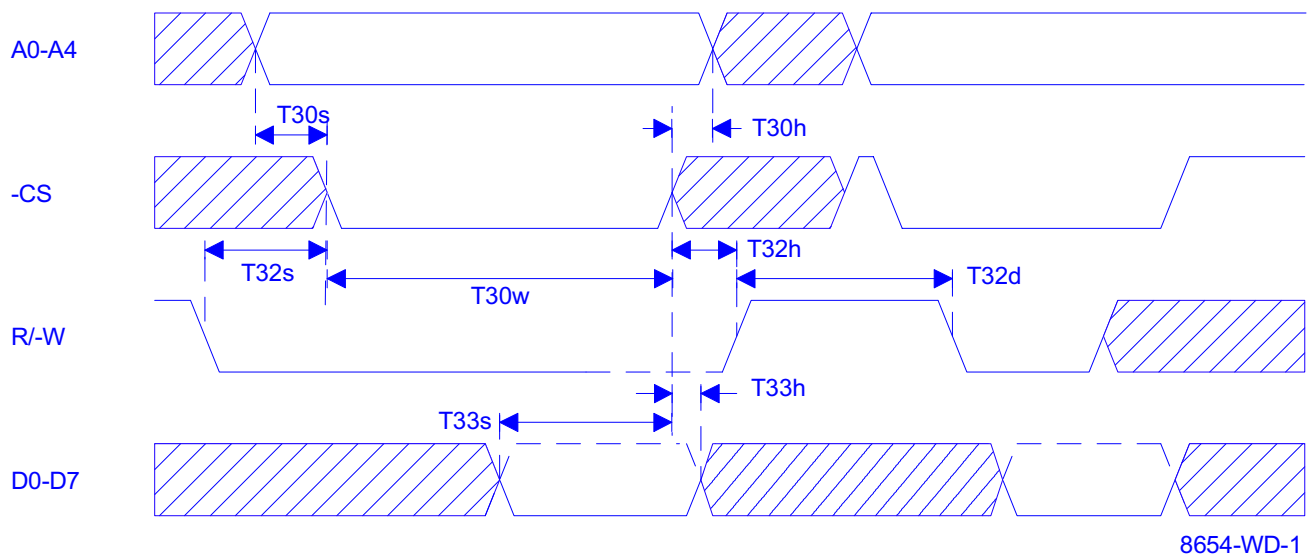 A0-A4
T30s
T30h
-CS
T32s
T32h
T30w
T32d
R/-W
T33s
T33h
D0-D7
8654-WD-1